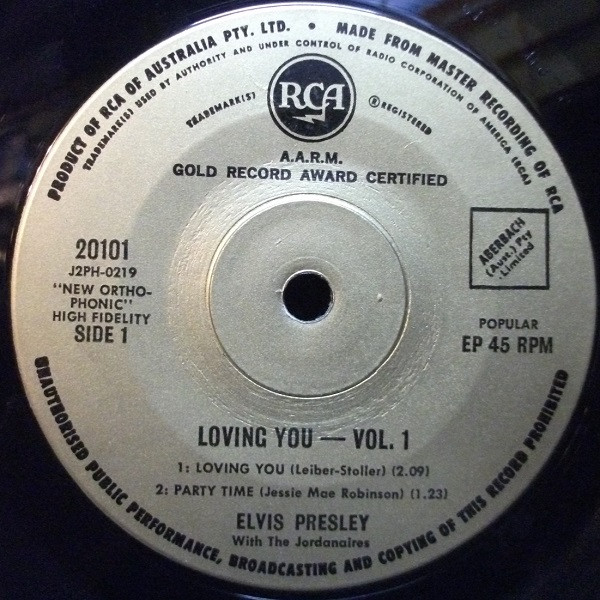 PRODUCT OF RCA OF AUSTRALIA PTY. LTD. • MADE FROM MASTER RECORDING OF RCA
TRADEMARK(S) USED BY AUTHORITY AND UNDER CONTROL OF RADIO CORPORATION OF AMERICA (RCA)
RCA
TRADEMARK(S) ® REGISTERED
A.A.R.M.
GOLD RECORD AWARD CERTIFIED
20101
J2PH-0219
"NEW ORTHO-
PHONIC"
HIGH FIDELITY
SIDE 1
ABERBACH
(Aust.) Pty
.Limited
POPULAR
EP 45 RPM
LOVING YOU — VOL. 1
1: LOVING YOU (Leiber-Stoller) (2.09)
2: PARTY TIME (Jessie Mae Robinson) (1.23)
ELVIS PRESLEY
With The Jordanaires
UNAUTHORISED PUBLIC PERFORMANCE, BROADCASTING AND COPYING OF THIS RECORD PROHIBITED